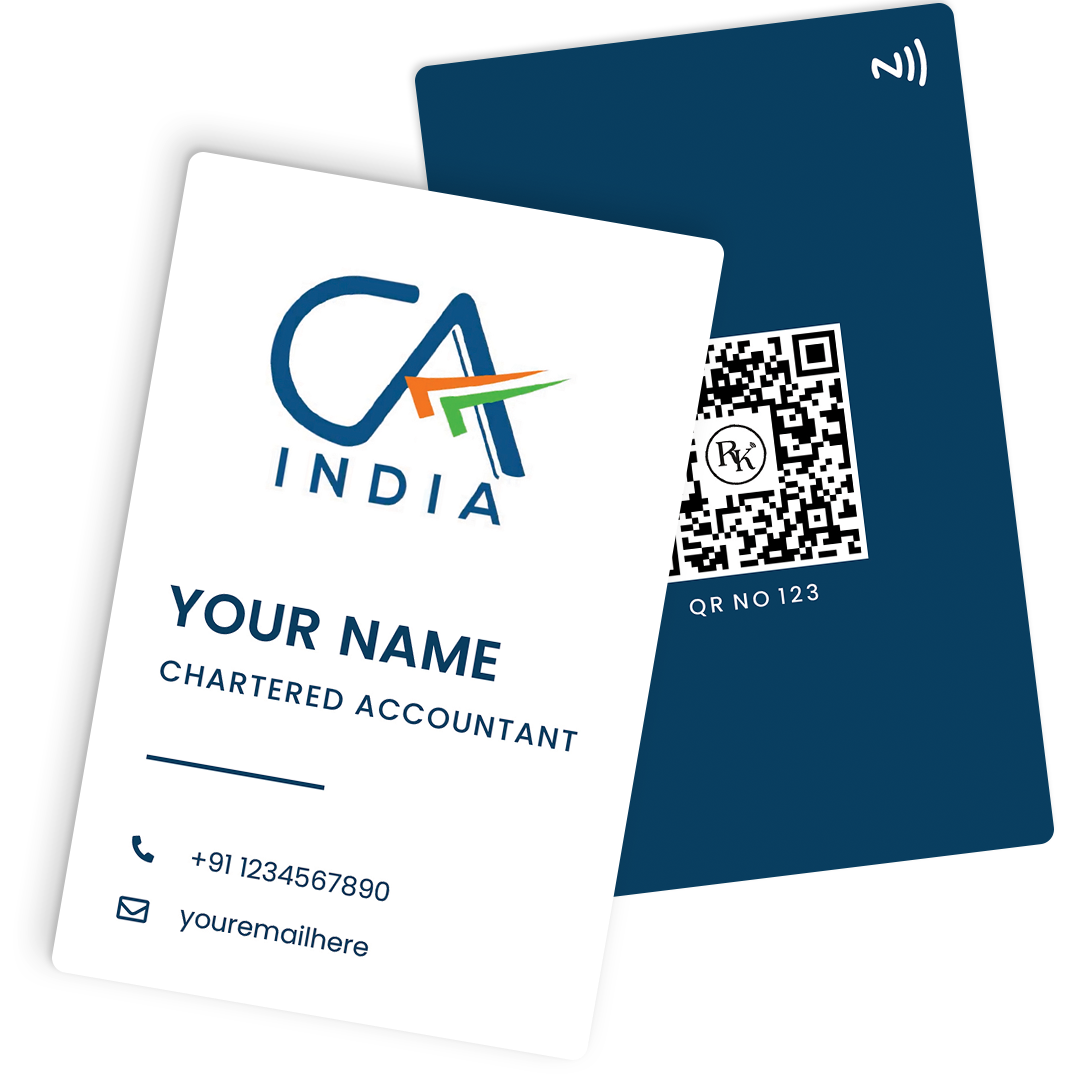 CA
INDIA
YOUR NAME
CHARTERED ACCOUNTANT
+91 1234567890
youremailhere
RK
QR NO 123